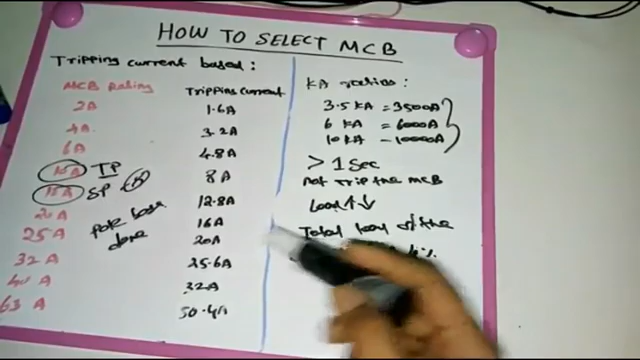 HOW TO SELECT MCB
Tripping current based:
MCB Rating Tripping current
2A 1.6A
4A 3.2A
6A 4.8A
10A TP 8A
SP 12.8A
20A 16A
25A 20A
32A 25.6A
40A 32A
63A 50.4A
pole base
done
KA rating:
3.5 KA = 3500A
6 KA = 6000A
10 KA - 10000A
> 1 Sec
not Trip the MCB
Load ↑↓
Total load of the